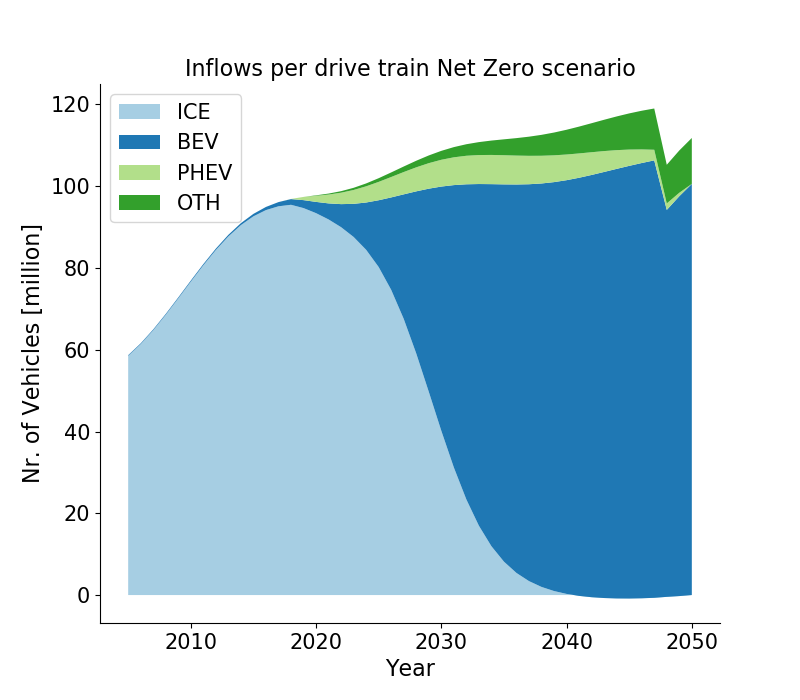 Inflows per drive train Net Zero scenario
ICE
BEV
PHEV
OTH
Nr. of Vehicles [million]
120
100
80
60
40
20
0
2010 2020 2030 2040 2050
Year